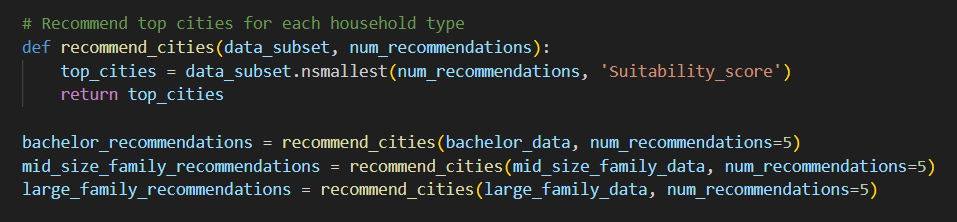 # Recommend top cities for each household type
def recommend_cities(data_subset, num_recommendations):
    top_cities = data_subset.nsmallest(num_recommendations, 'Suitability_score')
    return top_cities

bachelor_recommendations = recommend_cities(bachelor_data, num_recommendations=5)
mid_size_family_recommendations = recommend_cities(mid_size_family_data, num_recommendations=5)
large_family_recommendations = recommend_cities(large_family_data, num_recommendations=5)